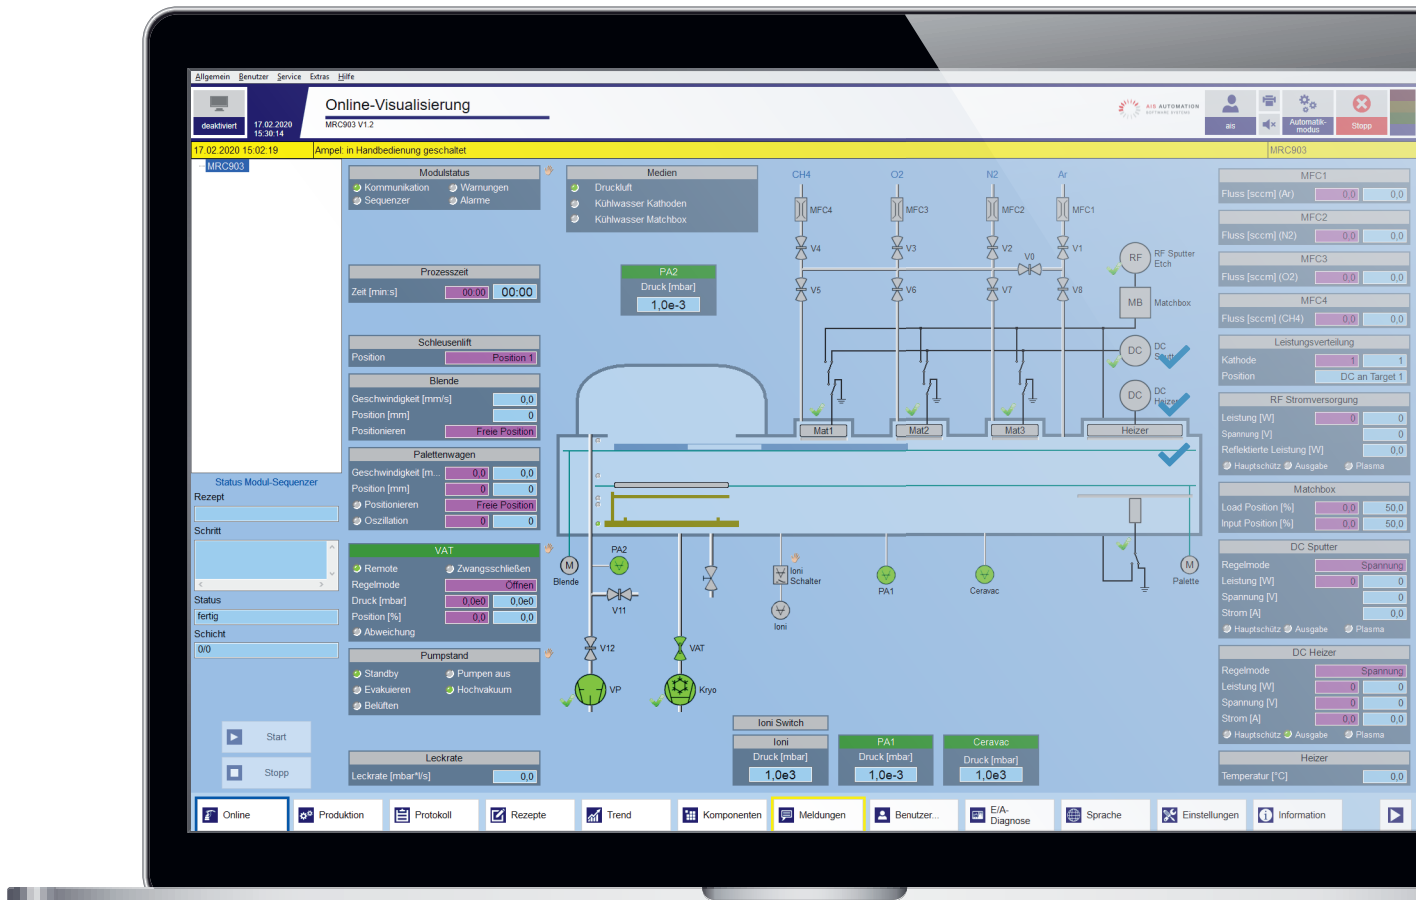 Allgemein Benutzer Service Extras Hilfe
deaktiviert
17.02.2020
15:30:14
Online-Visualisierung
MRC903 V1.2
AIS AUTOMATION
SOFTWARE SYSTEMS
ais
Automatik-
modus
Stopp
17.02.2020 15:02:19 Ampel: in Handbedienung geschaltet MRC903
MRC903
Status Modul-Sequenzer
Rezept
Schritt
Status
fertig
Schicht
0/0
Start
Stopp
Modulstatus
Kommunikation Warnungen
Sequenzer Alarme
Prozesszeit
Zeit [min:s] 00:00 00:00
Schleusenlift
Position Position 1
Blende
Geschwindigkeit [mm/s] 0,0
Position [mm] 0
Positionieren Freie Position
Palettenwagen
Geschwindigkeit [m... 0,0 0,0
Position [mm] 0 0
Positionieren Freie Position
Oszillation 0 0
VAT
Remote Zwangsschließen
Regelmode Öffnen
Druck [mbar] 0,0e0 0,0e0
Position [%] 0,0 0,0
Abweichung
Pumpstand
Standby Pumpen aus
Evakuieren Hochvakuum
Belüften
Leckrate
Leckrate [mbar*l/s] 0,0
Medien
Druckluft
Kühlwasser Kathoden
Kühlwasser Matchbox
PA2
Druck [mbar]
1,0e-3
CH4 O2 N2 Ar
MFC4 MFC3 MFC2 MFC1
V4 V3 V2 V0 V1
V5 V6 V7 V8
RF
RF Sputter
Etch
MB
Matchbox
DC
DC
Sputter
DC
DC
Heizer
Mat1 Mat2 Mat3 Heizer
M
Blende
PA2
V11
V12
VP
VAT
Kryo
Ioni
Schalter
Ioni
PA1
Ceravac
M
Palette
Ioni Switch
Ioni
Druck [mbar]
1,0e3
PA1
Druck [mbar]
1,0e-3
Ceravac
Druck [mbar]
1,0e3
MFC1
Fluss [sccm] (Ar) 0,0 0,0
MFC2
Fluss [sccm] (N2) 0,0 0,0
MFC3
Fluss [sccm] (O2) 0,0 0,0
MFC4
Fluss [sccm] (CH4) 0,0 0,0
Leistungsverteilung
Kathode 1 1
Position DC an Target 1
RF Stromversorgung
Leistung [W] 0 0
Spannung [V] 0
Reflektierte Leistung [W] 0,0
Hauptschütz Ausgabe Plasma
Matchbox
Load Position [%] 0,0 50,0
Input Position [%] 0,0 50,0
DC Sputter
Regelmode Spannung
Leistung [W] 0 0
Spannung [V] 0
Strom [A] 0,0
Hauptschütz Ausgabe Plasma
DC Heizer
Regelmode Spannung
Leistung [W] 0 0
Spannung [V] 0 0
Strom [A] 0,0 0,0
Hauptschütz Ausgabe Plasma
Heizer
Temperatur [°C] 0,0
Online
Produktion
Protokoll
Rezepte
Trend
Komponenten
Meldungen
Benutzer...
E/A-
Diagnose
Sprache
Einstellungen
Information